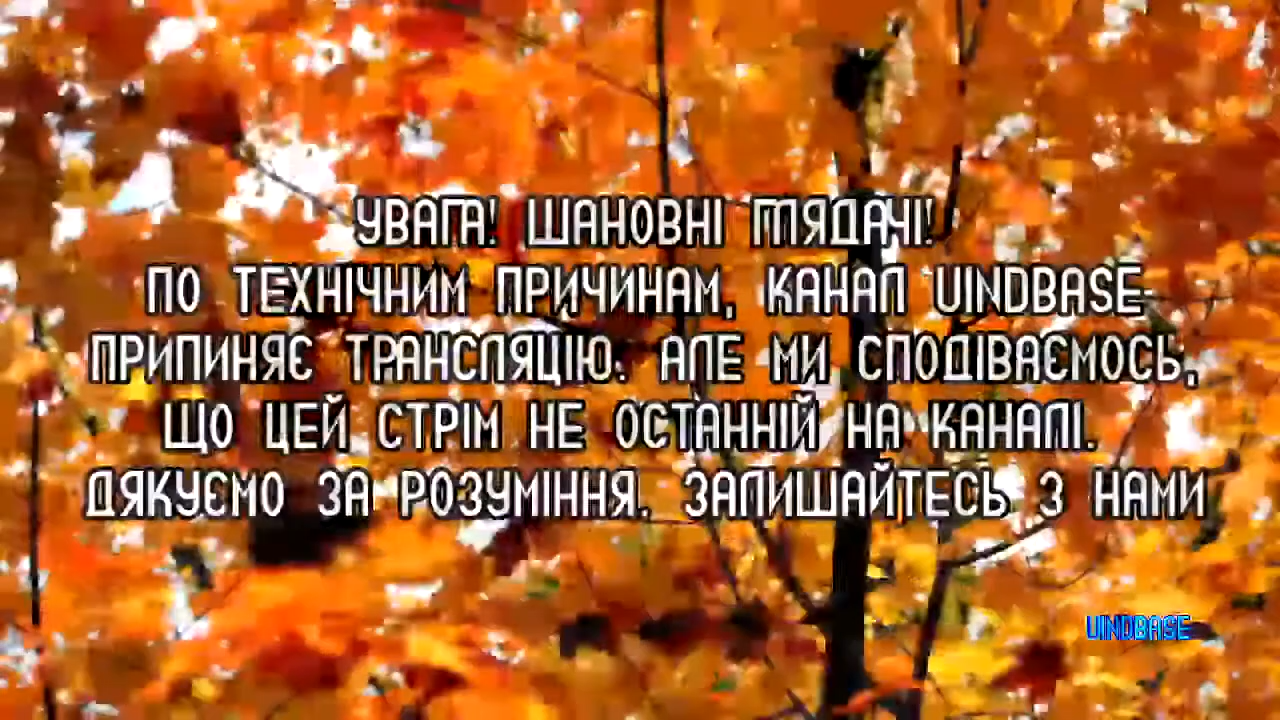 УВАГА! ШАНОВНІ ГЛЯДАЧІ!
ПО ТЕХНІЧНИМ ПРИЧИНАМ, КАНАЛ UINDBASE
ПРИПИНЯЄ ТРАНСЛЯЦІЮ. АЛЕ МИ СПОДІВАЄМОСЬ,
ЩО ЦЕЙ СТРІМ НЕ ОСТАННІЙ НА КАНАЛІ.
ДЯКУЄМО ЗА РОЗУМІННЯ. ЗАЛИШАЙТЕСЬ З НАМИ
UINDBASE